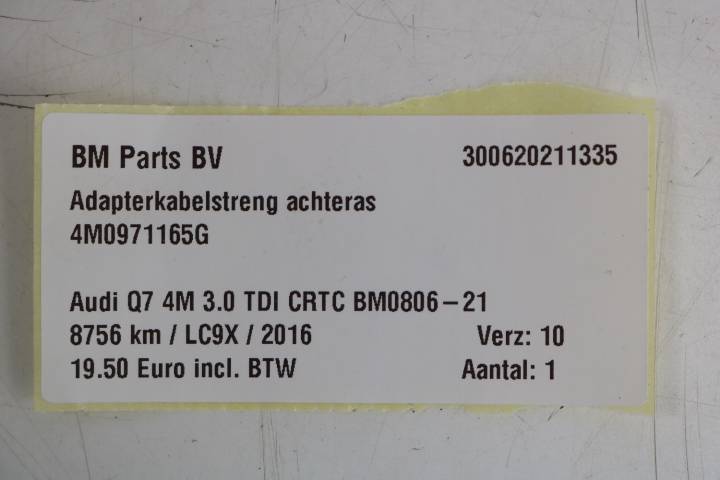 BM Parts BV 300620211335
Adapterkabelstreng achteras
4M0971165G
Audi Q7 4M 3.0 TDI CRTC BM0806-21
8756 km / LC9X / 2016 Verz: 10
19.50 Euro incl. BTW Aantal: 1